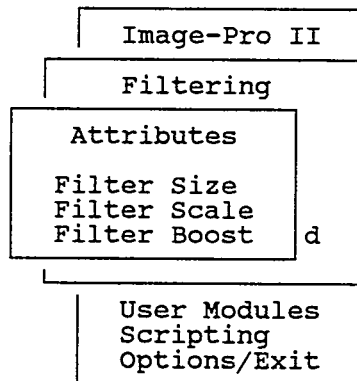 Image-Pro II
Filtering
Attributes
Filter Size
Filter Scale
Filter Boost d
User Modules
Scripting
Options/Exit